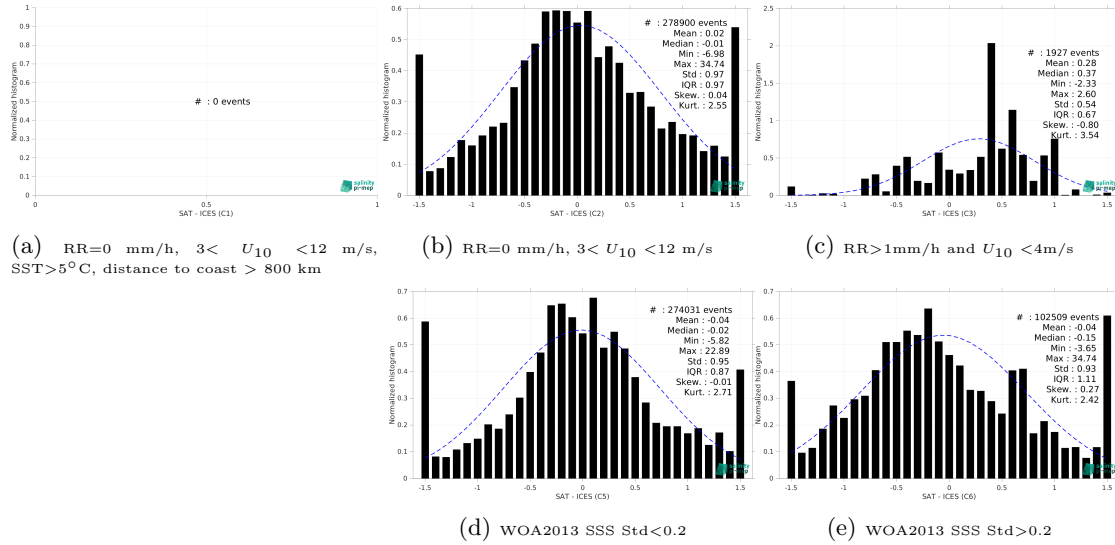 1
0.9
0.8
0.7
0.6
0.5
0.4
0.3
0.2
0.1
0
Normalized histogram
# : 0 events
0
0.5
1
SAT - ICES (C1)
salinity
pi-mep
(a) RR=0 mm/h, 3< U10 <12 m/s,
SST>5°C, distance to coast > 800 km
0.6
0.5
0.4
0.3
0.2
0.1
0
Normalized histogram
# : 278900 events
Mean : 0.02
Median : -0.01
Min : -6.98
Max : 34.74
Std : 0.97
IQR : 0.97
Skew. : 0.04
Kurt. : 2.55
-1.5
-1
-0.5
0
0.5
1
1.5
SAT - ICES (C2)
salinity
pi-mep
(b) RR=0 mm/h, 3< U10 <12 m/s
2.5
2
1.5
1
0.5
0
Normalized histogram
# : 1927 events
Mean : 0.28
Median : 0.37
Min : -2.33
Max : 2.60
Std : 0.54
IQR : 0.67
Skew. : -0.80
Kurt. : 3.54
-1.5
-1
-0.5
0
0.5
1
1.5
SAT - ICES (C3)
salinity
pi-mep
(c) RR>1mm/h and U10 <4m/s
0.7
0.6
0.5
0.4
0.3
0.2
0.1
0
Normalized histogram
# : 274031 events
Mean : -0.04
Median : -0.02
Min : -5.82
Max : 22.89
Std : 0.95
IQR : 0.87
Skew. : -0.01
Kurt. : 2.71
-1.5
-1
-0.5
0
0.5
1
1.5
SAT - ICES (C5)
salinity
pi-mep
(d) WOA2013 SSS Std<0.2
0.7
0.6
0.5
0.4
0.3
0.2
0.1
0
Normalized histogram
# : 102509 events
Mean : -0.04
Median : -0.15
Min : -3.65
Max : 34.74
Std : 0.93
IQR : 1.11
Skew. : 0.27
Kurt. : 2.42
-1.5
-1
-0.5
0
0.5
1
1.5
SAT - ICES (C6)
salinity
pi-mep
(e) WOA2013 SSS Std>0.2